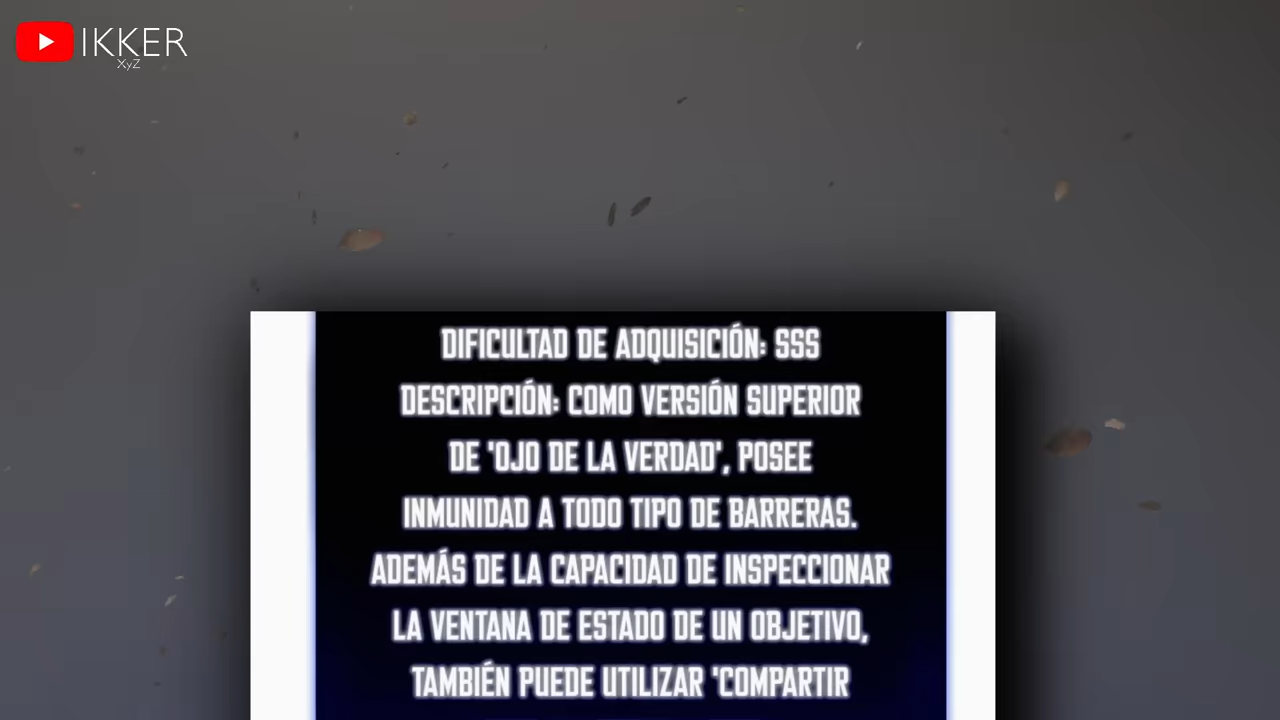 IKKER
XyZ
DIFICULTAD DE ADQUISICIÓN: SSS
DESCRIPCIÓN: COMO VERSIÓN SUPERIOR
DE 'OJO DE LA VERDAD', POSEE
INMUNIDAD A TODO TIPO DE BARRERAS.
ADEMÁS DE LA CAPACIDAD DE INSPECCIONAR
LA VENTANA DE ESTADO DE UN OBJETIVO,
TAMBIÉN PUEDE UTILIZAR 'COMPARTIR